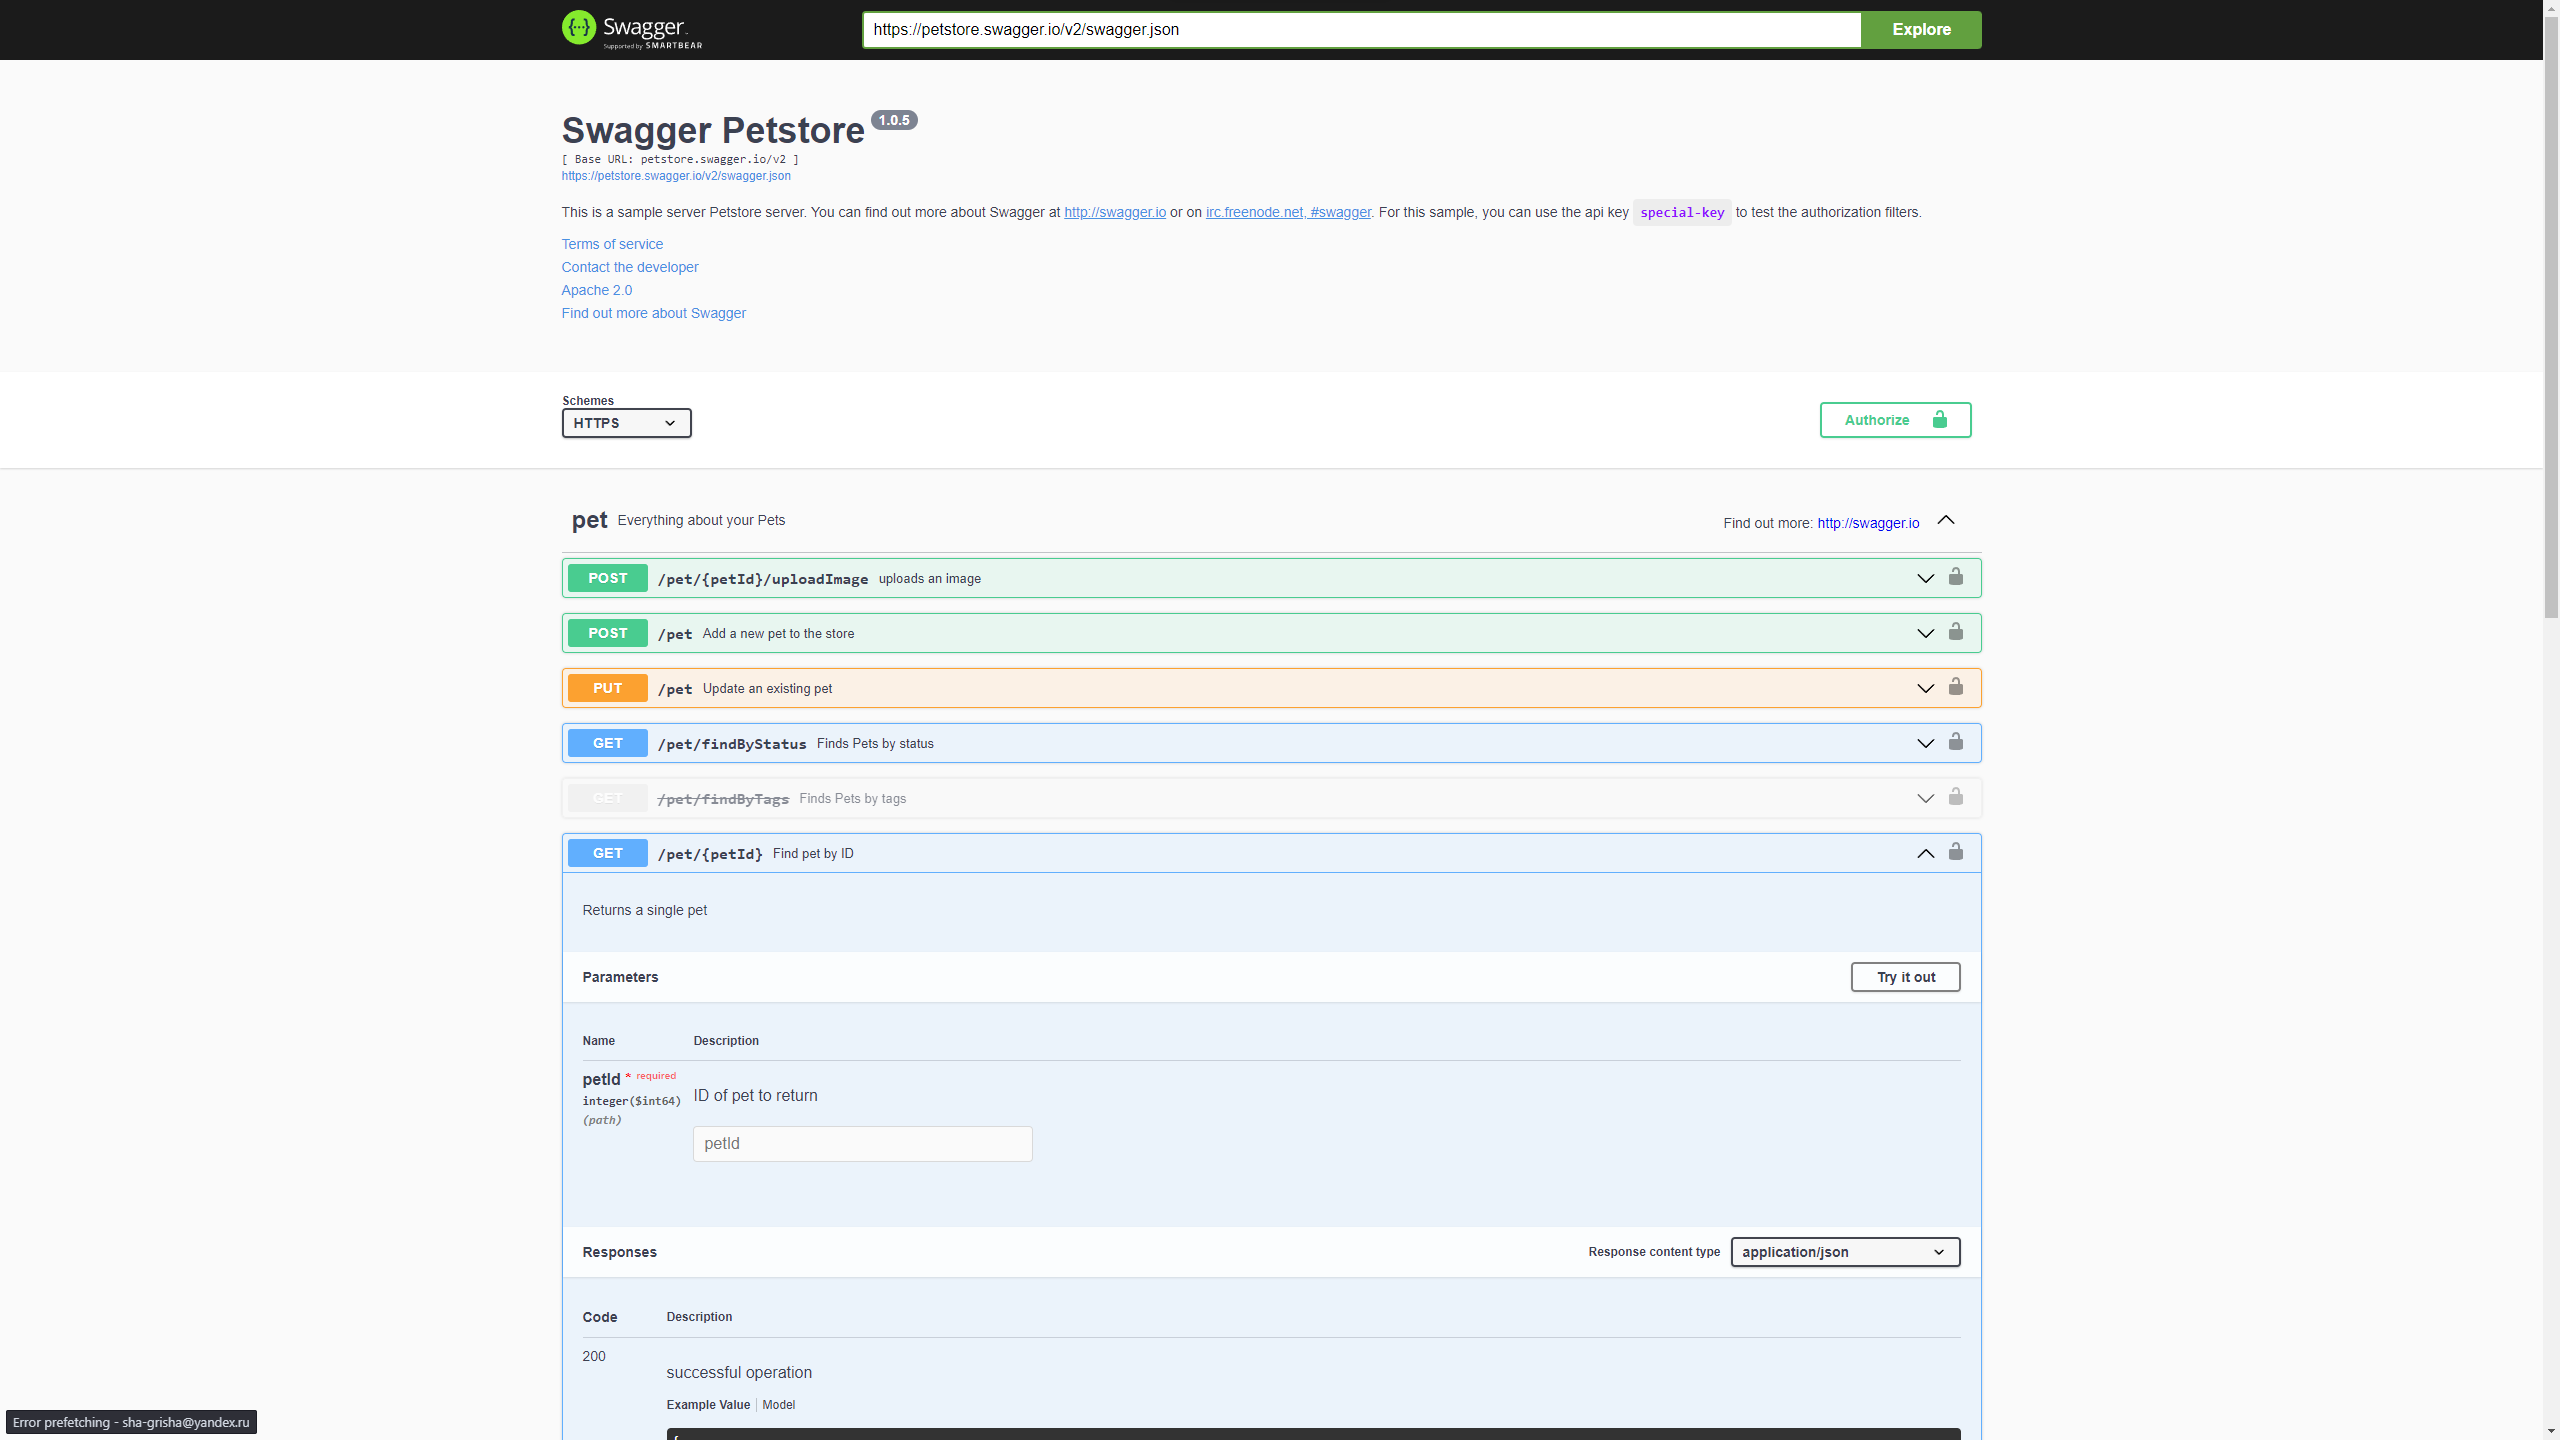 Swagger.
Supported by SMARTBEAR
https://petstore.swagger.io/v2/swagger.json
Explore
Swagger Petstore 1.0.5
[ Base URL: petstore.swagger.io/v2 ]
https://petstore.swagger.io/v2/swagger.json
This is a sample server Petstore server. You can find out more about Swagger at http://swagger.io or on irc.freenode.net, #swagger. For this sample, you can use the api key special-key to test the authorization filters.
Terms of service
Contact the developer
Apache 2.0
Find out more about Swagger
Schemes
HTTPS
Authorize
pet Everything about your Pets Find out more: http://swagger.io
POST /pet/{petId}/uploadImage uploads an image
POST /pet Add a new pet to the store
PUT /pet Update an existing pet
GET /pet/findByStatus Finds Pets by status
GET /pet/findByTags Finds Pets by tags
GET /pet/{petId} Find pet by ID
Returns a single pet
Parameters Try it out
Name Description
petId * required
integer($int64)
(path)
ID of pet to return
petId
Responses Response content type application/json
Code Description
200
successful operation
Example Value Model
Error prefetching - sha-grisha@yandex.ru